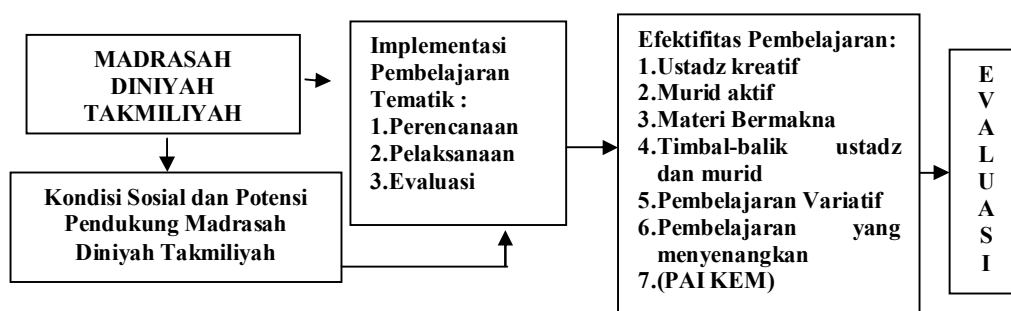 MADRASAH
DINIYAH
TAKMILIYAH
Kondisi Sosial dan Potensi
Pendukung Madrasah
Diniyah Takmiliyah
Implementasi
Pembelajaran
Tematik :
1.Perencanaan
2.Pelaksanaan
3.Evaluasi
Efektifitas Pembelajaran:
1.Ustadz kreatif
2.Murid aktif
3.Materi Bermakna
4.Timbal-balik ustadz
dan murid
5.Pembelajaran Variatif
6.Pembelajaran yang
menyenangkan
7.(PAI KEM)
E
V
A
L
U
A
S
I